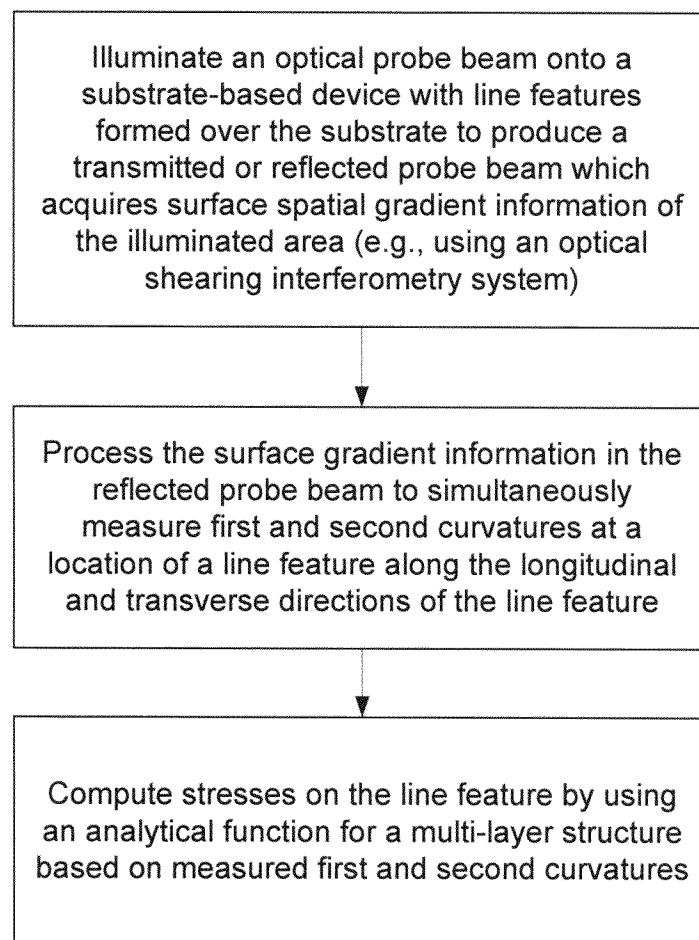 Illuminate an optical probe beam onto a
substrate-based device with line features
formed over the substrate to produce a
transmitted or reflected probe beam which
acquires surface spatial gradient information of
the illuminated area (e.g., using an optical
shearing interferometry system)
Process the surface gradient information in the
reflected probe beam to simultaneously
measure first and second curvatures at a
location of a line feature along the longitudinal
and transverse directions of the line feature
Compute stresses on the line feature by using
an analytical function for a multi-layer structure
based on measured first and second curvatures